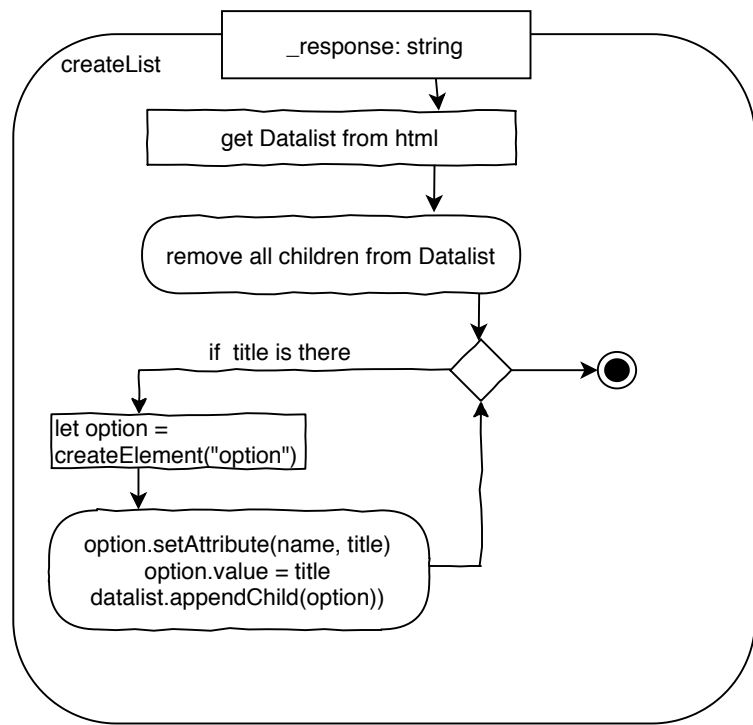 _response: string
createList
get Datalist from html
remove all children from Datalist
if  title is there
let option =
createElement("option")
option.setAttribute(name, title)
option.value = title
datalist.appendChild(option))